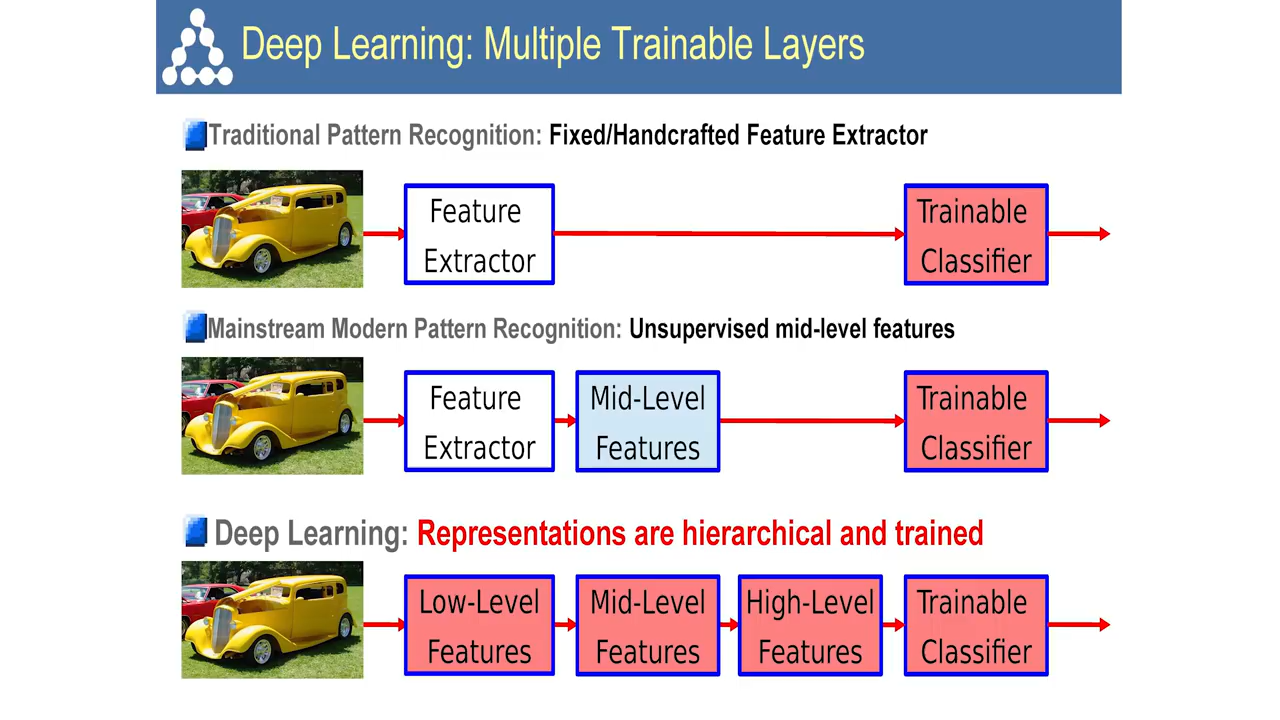 Deep Learning: Multiple Trainable Layers
Traditional Pattern Recognition: Fixed/Handcrafted Feature Extractor
Feature
Extractor
Trainable
Classifier
Mainstream Modern Pattern Recognition: Unsupervised mid-level features
Feature
Extractor
Mid-Level
Features
Trainable
Classifier
Deep Learning: Representations are hierarchical and trained
Low-Level
Features
Mid-Level
Features
High-Level
Features
Trainable
Classifier